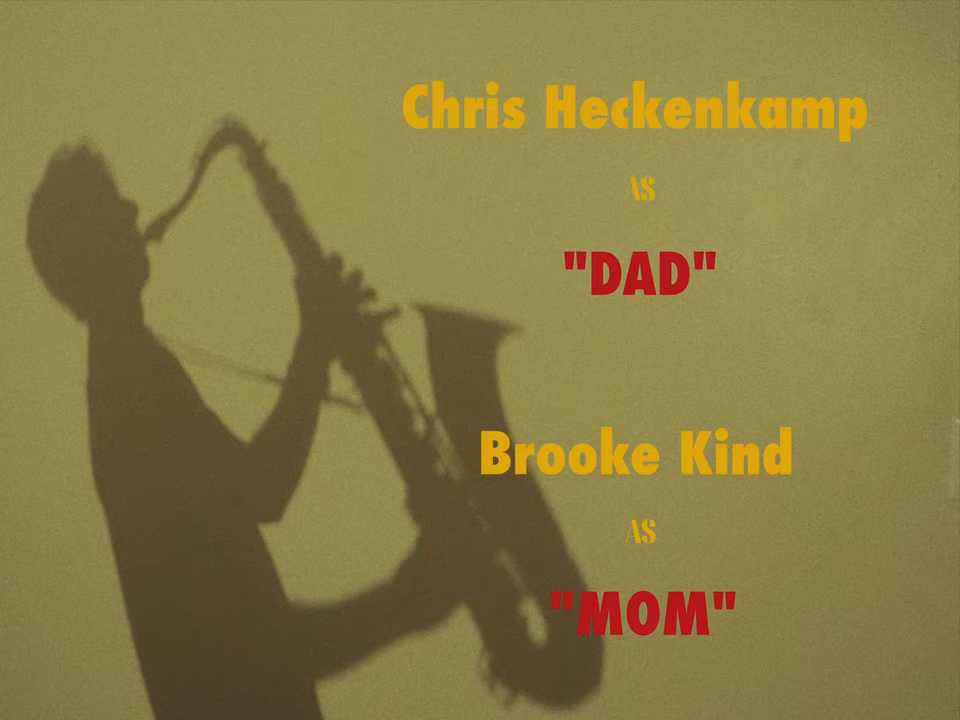 Chris Heckenkamp
AS
"DAD"
Brooke Kind
AS
"MOM"